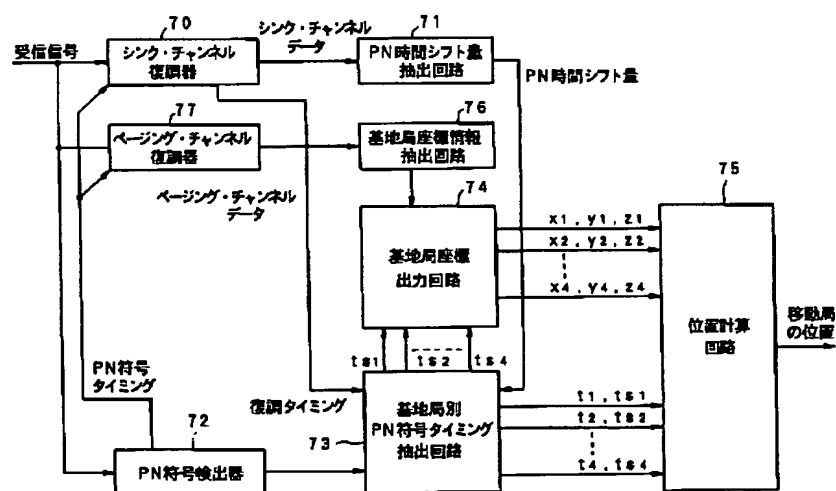 受信信号
70
シンク・チャンネル
復調器
シンク・チャンネル
データ
71
PN時間シフト量
抽出回路
PN時間シフト量
77
ページング・チャンネル
復調器
ページング・チャンネル
データ
76
基地局座標情報
抽出回路
74
基地局座標
出力回路
x1, y1, z1
x2, y2, z2
x4, y4, z4
75
位置計算
回路
移動局
の位置
ts1
ts2
ts4
PN符号
タイミング
復調タイミング
72
PN符号検出器
73
基地局別
PN符号タイミング
抽出回路
t1, ts1
t2, ts2
t4, ts4